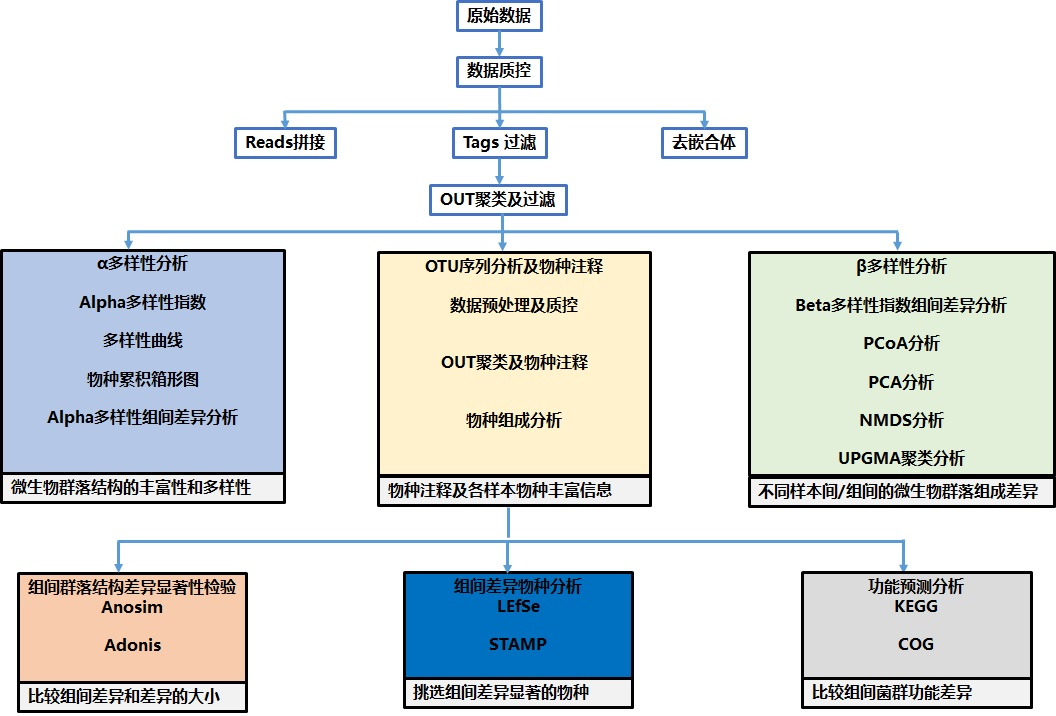 原始数据
数据质控
Reads拼接
Tags 过滤
去嵌合体
OUT聚类及过滤
α多样性分析
Alpha多样性指数
多样性曲线
物种累积箱形图
Alpha多样性组间差异分析
微生物群落结构的丰富性和多样性
OTU序列分析及物种注释
数据预处理及质控
OUT聚类及物种注释
物种组成分析
物种注释及各样本物种丰富信息
β多样性分析
Beta多样性指数组间差异分析
PCoA分析
PCA分析
NMDS分析
UPGMA聚类分析
不同样本间/组间的微生物群落组成差异
组间群落结构差异显著性检验
Anosim
Adonis
比较组间差异和差异的大小
组间差异物种分析
LEfSe
STAMP
挑选组间差异显著的物种
功能预测分析
KEGG
COG
比较组间菌群功能差异